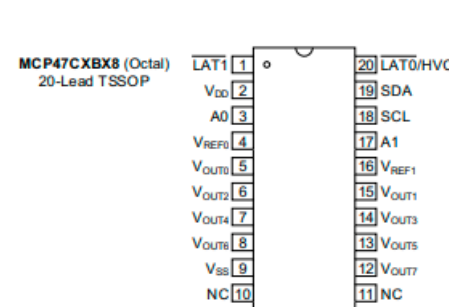 MCP47CXBX8 (Octal)
20-Lead TSSOP
LAT1 1
VDD 2
A0 3
VREF0 4
VOUT0 5
VOUT2 6
VOUT4 7
VOUT6 8
VSS 9
NC 10
20 LAT0/HVC
19 SDA
18 SCL
17 A1
16 VREF1
15 VOUT1
14 VOUT3
13 VOUT5
12 VOUT7
11 NC